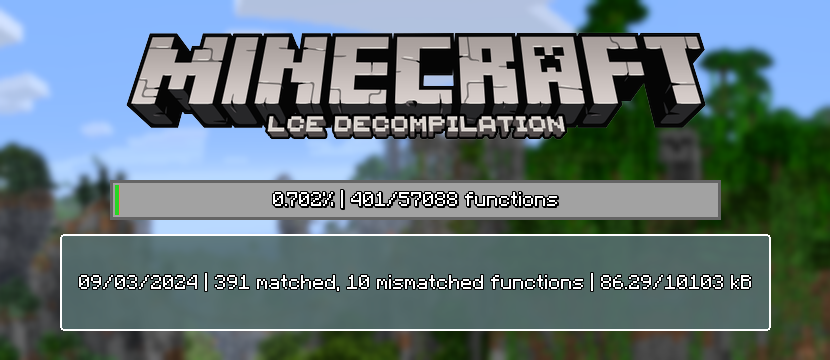 MINECRAFT
LCE DECOMPILATION
0.702% | 401/57088 functions
09/03/2024 | 391 matched, 10 mismatched functions | 86.29/10103 kB